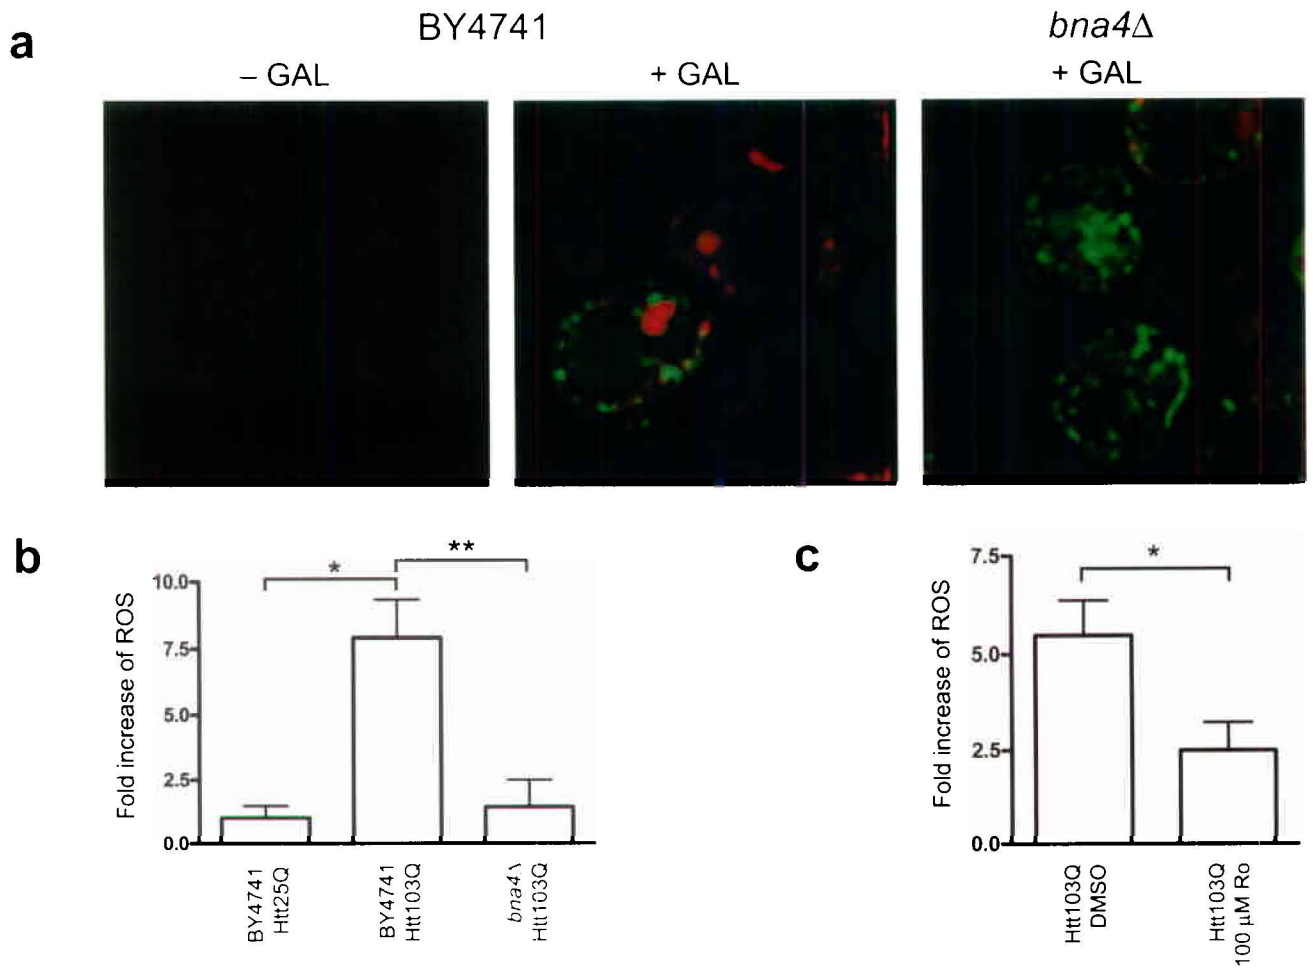 a
BY4741
bna4Δ
– GAL
+ GAL
+ GAL
b
*
**
Fold increase of ROS
10.0
7.5
5.0
2.5
0.0
BY4741
Htt25Q
BY4741
Htt103Q
bna4Δ
Htt103Q
c
*
Fold increase of ROS
7.5
5.0
2.5
0.0
Htt103Q
DMSO
Htt103Q
100 μM Ro